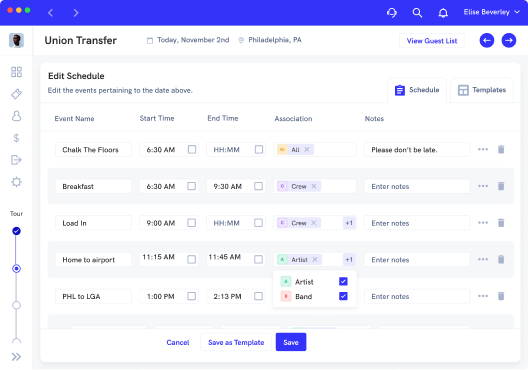 Elise Beverley
Union Transfer
Today, November 2nd
Philadelphia, PA
View Guest List
Edit Schedule
Edit the events pertaining to the date above.
Schedule
Templates
Event Name Start Time End Time Association Notes
Chalk The Floors 6:30 AM HH:MM All Please don't be late.
Breakfast 6:30 AM 9:30 AM C Crew Enter notes
Load In 9:00 AM HH:MM C Crew +1 Enter notes
Tour
Home to airport 11:15 AM 11:45 AM A Artist +1 Enter notes
A Artist
B Band
PHL to LGA 1:00 PM 2:13 PM Enter notes
Cancel Save as Template Save